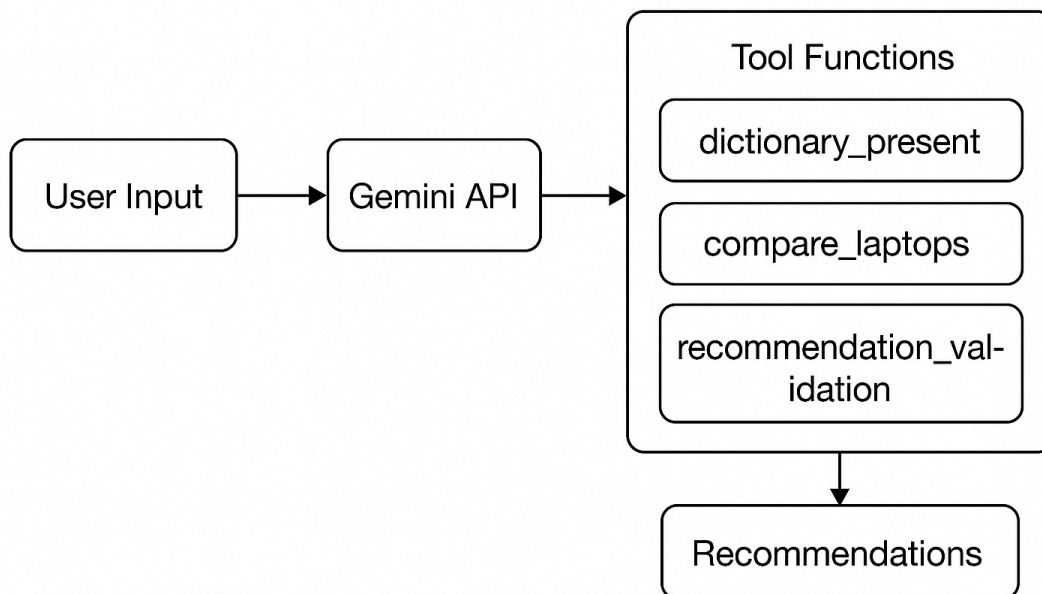 User Input
Gemini API
Tool Functions
dictionary_present
compare_laptops
recommendation_val-
idation
Recommendations